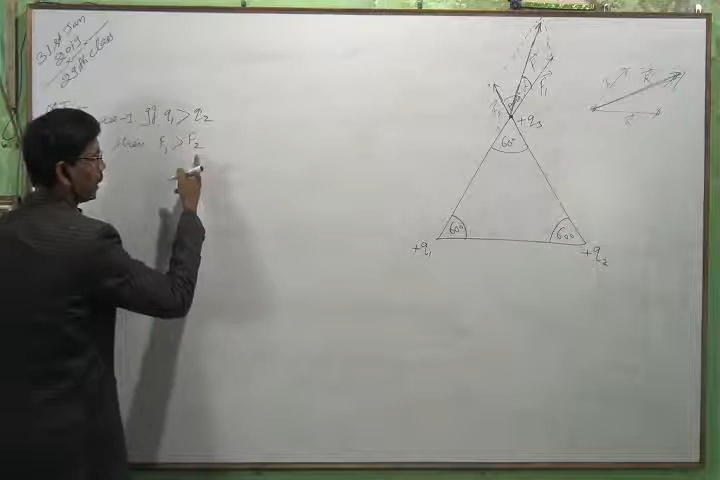 31st Jan
2019
29th class
case-1 If q₁ > q₂
then F₁ > F₂
F₁
+q₃
60°
60°
60°
+q₁
+q₂
R